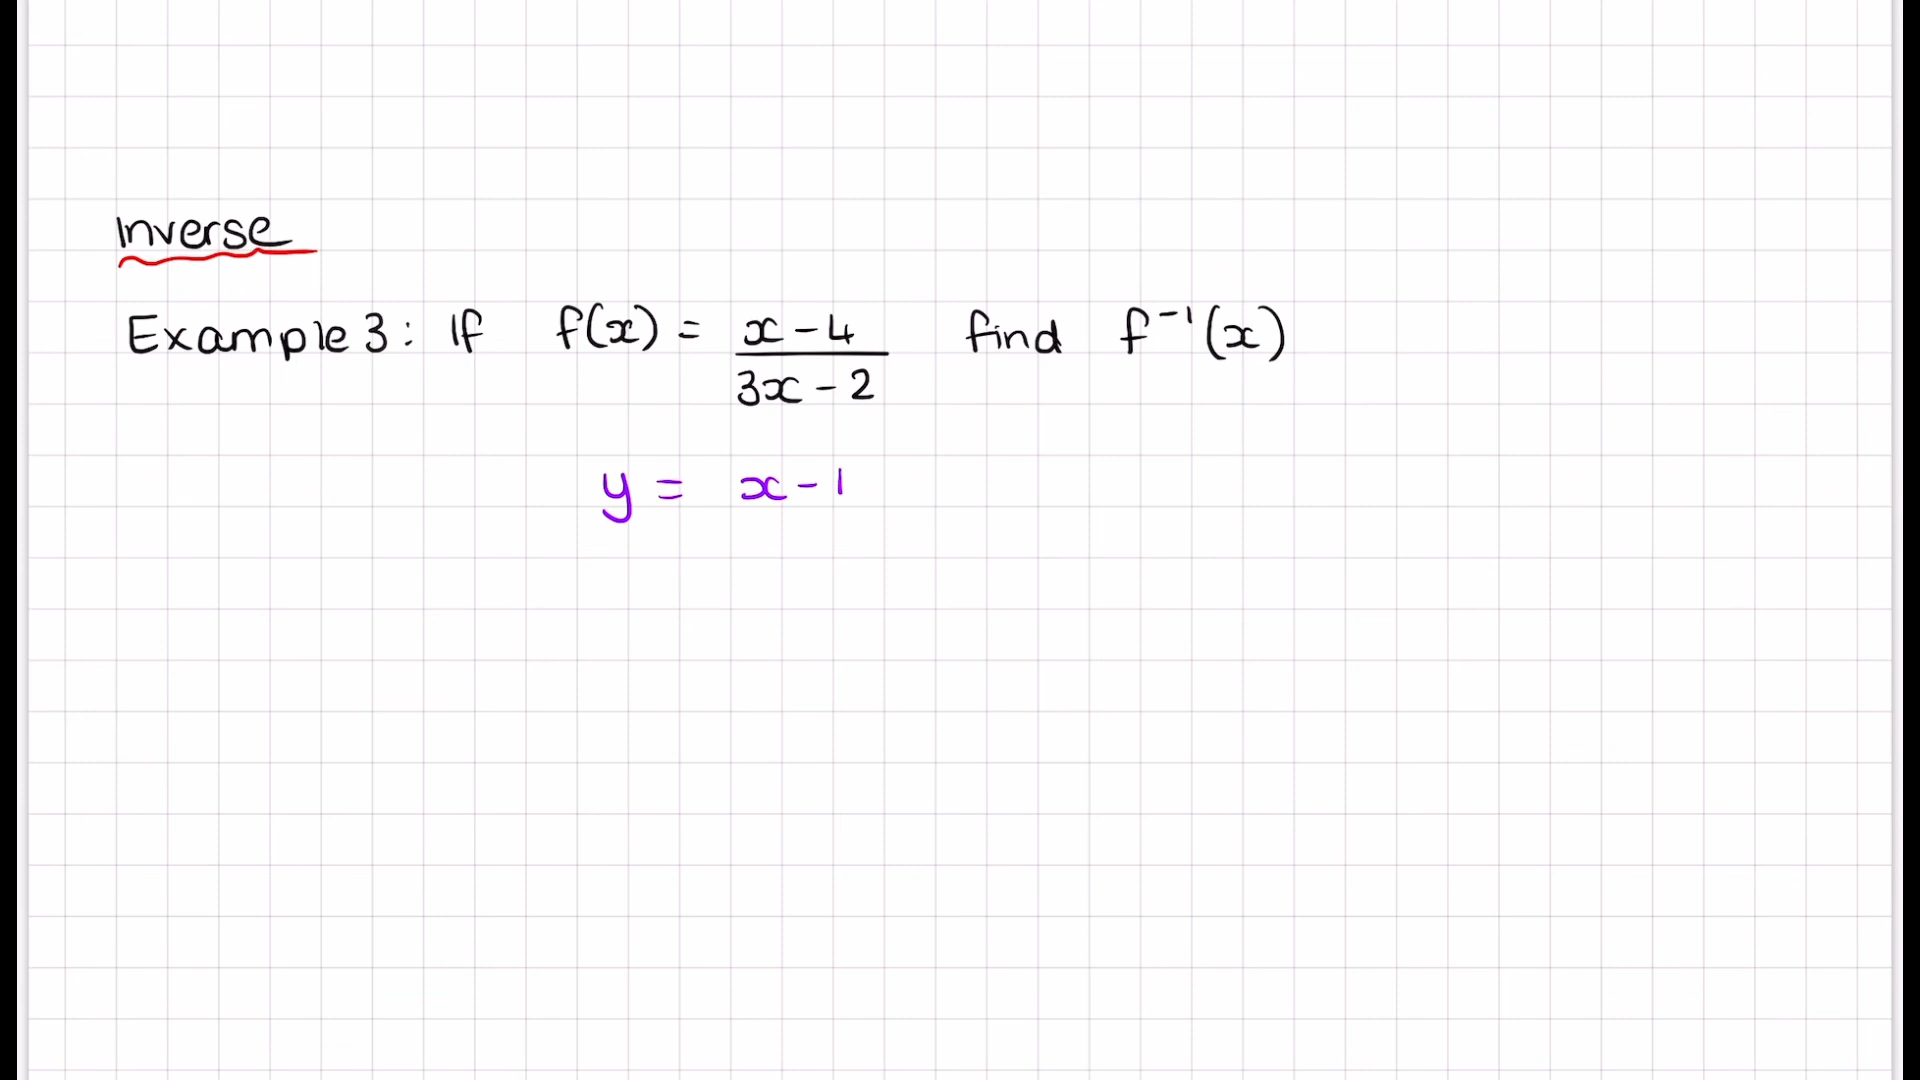 Inverse
Example 3: If f(x) = x - 4 find f⁻¹(x)
3x - 2
y = x - 1